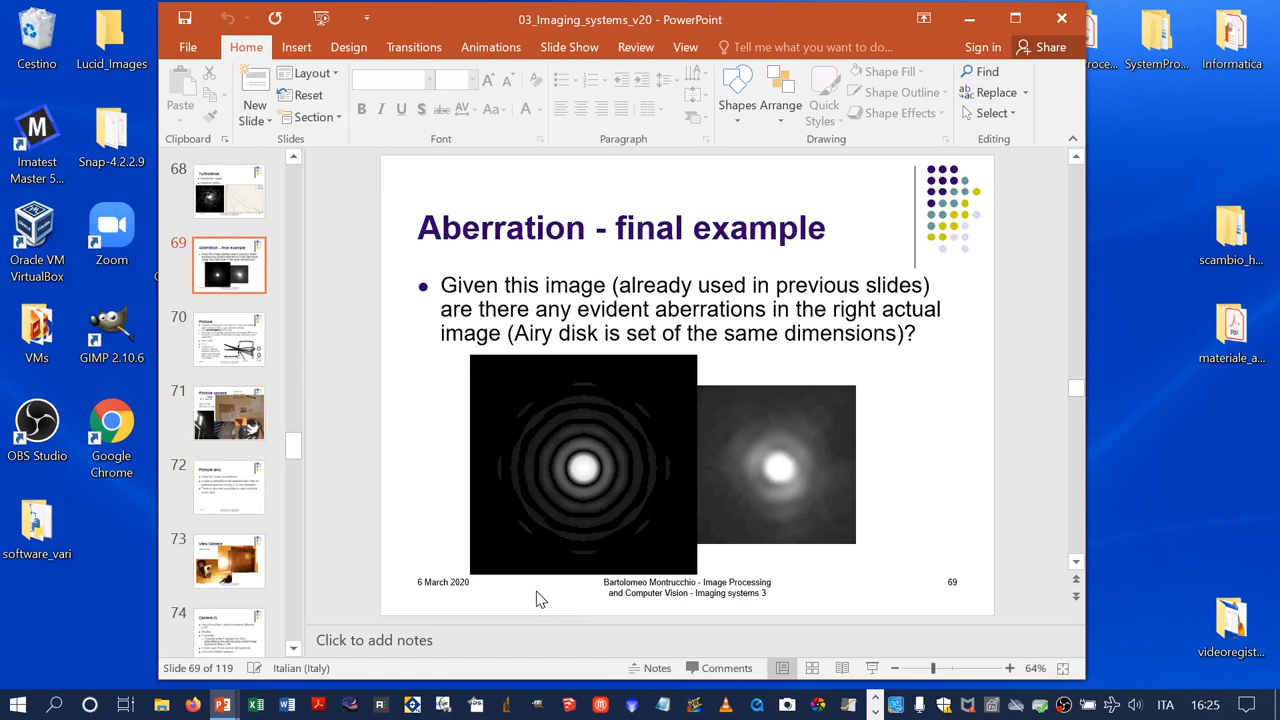 03_Imaging_systems_v20 - PowerPoint
File Home Insert Design Transitions Animations Slide Show Review View Tell me what you want to do... Sign in Share
Paste
New
Slide
Layout
Reset
Section
Shapes Arrange Quick
Styles
Shape Fill
Shape Outline
Shape Effects
Find
Replace
Select
Clipboard Slides Font Paragraph Drawing Editing
Cestino
Lucid_Images
Imatest
Master 5...
Snap-4.2.2.9
Oracle VM
VirtualBox
Zoom
VMs
GIMP 2.10.6
OBS Studio
Google
Chrome
software_vari
68
69
70
71
72
73
74
Aberration - final example
Given this image (already used in previous slides)
are there any evident aberrations in the right actual
image (Airy disk is set of the same dimensions)?
6 March 2020
Bartolomeo Montrucchio - Image Processing
and Computer Vision - Imaging systems 3
69
Click to add notes
Slide 69 of 119 Italian (Italy) Notes Comments 64%
SystemPro...
Informatica
scambio_h...
materiale_a...
videoregist...
ITA 16:25